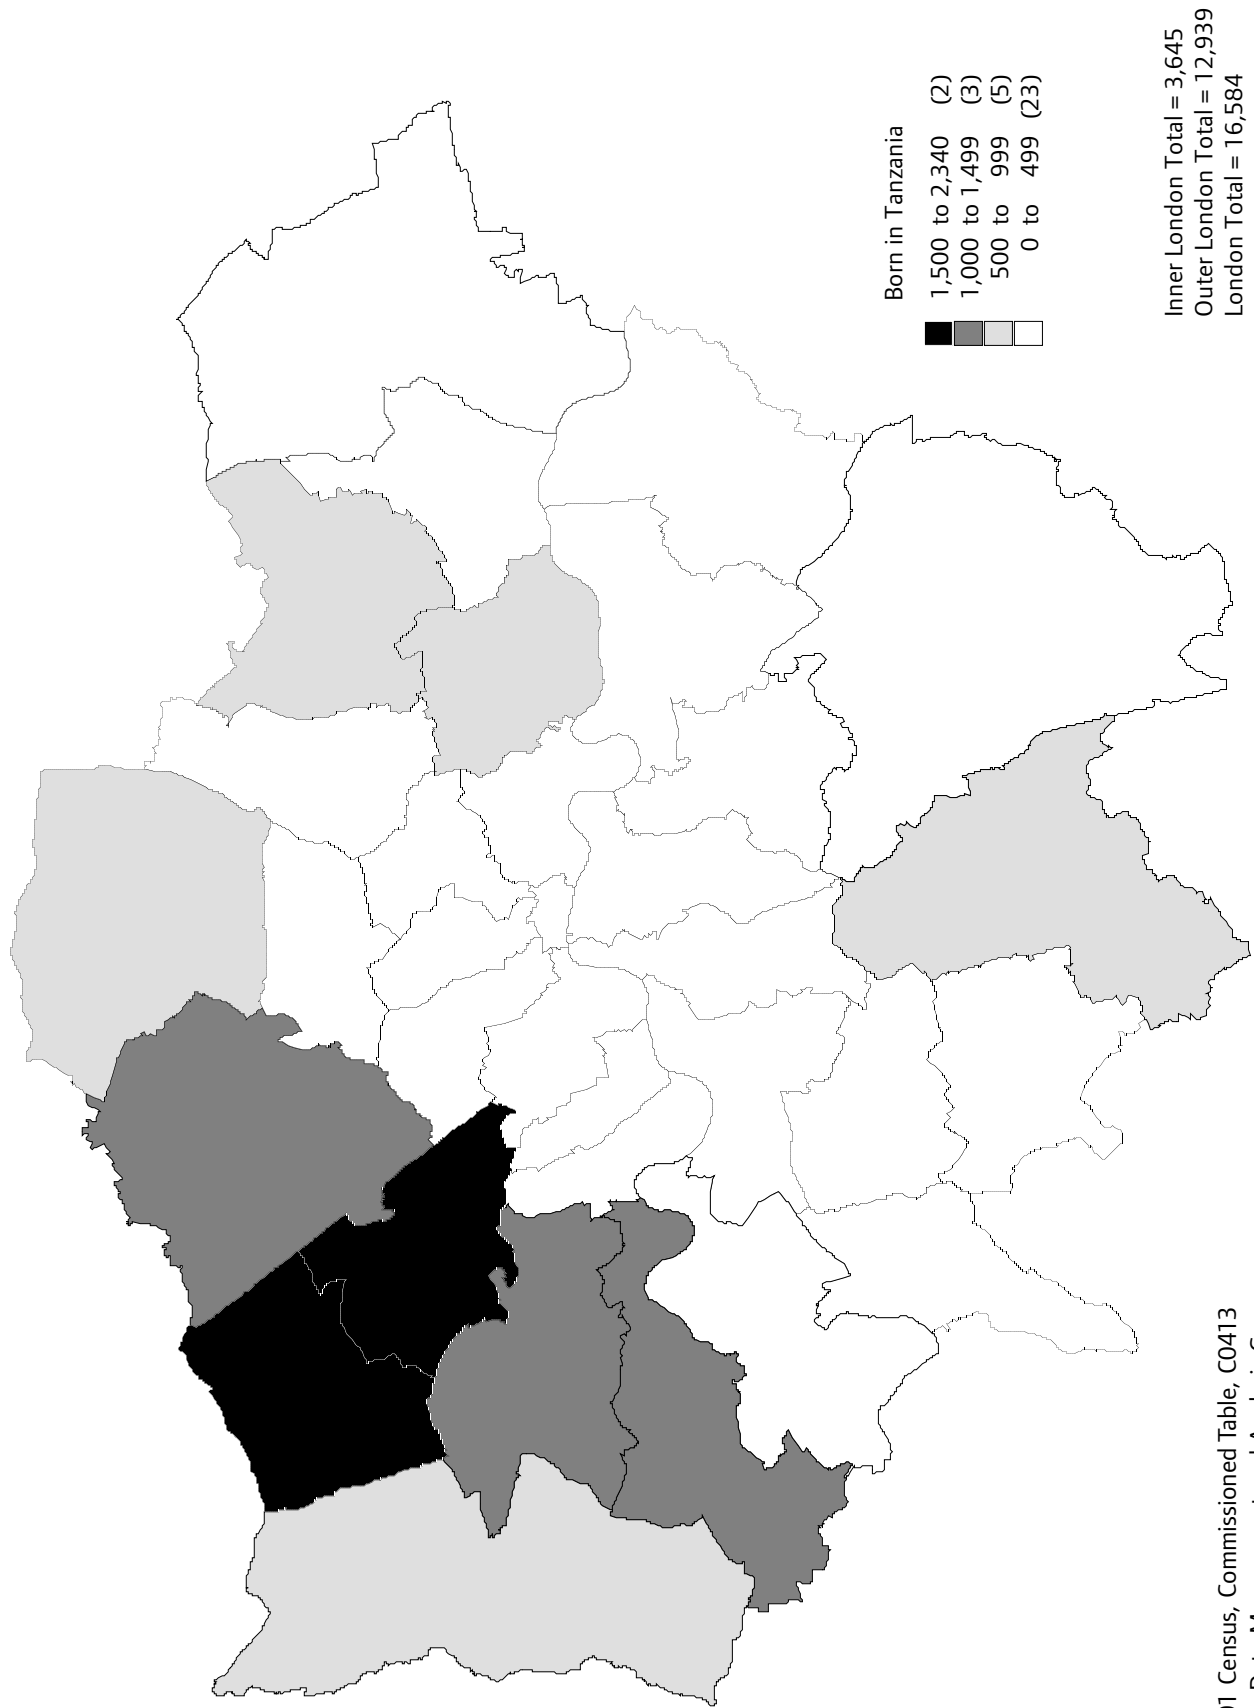 Born in Tanzania
1,500 to 2,340 (2)
1,000 to 1,499 (3)
500 to 999 (5)
0 to 499 (23)
Inner London Total = 3,645
Outer London Total = 12,939
London Total = 16,584
Census, Commissioned Table, C0413